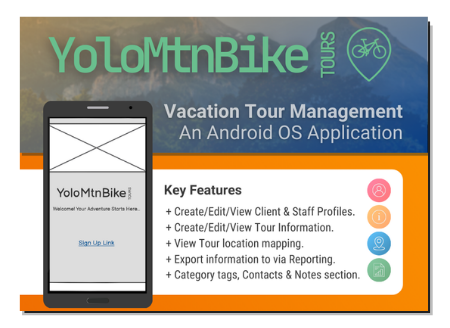 YoloMtnBike TOURS
Vacation Tour Management
An Android OS Application
YoloMtnBike TOURS
Welcome! Your Adventure Starts Here..
Sign Up Link
Key Features
+ Create/Edit/View Client & Staff Profiles.
+ Create/Edit/View Tour Information.
+ View Tour location mapping.
+ Export information to via Reporting.
+ Category tags, Contacts & Notes section.